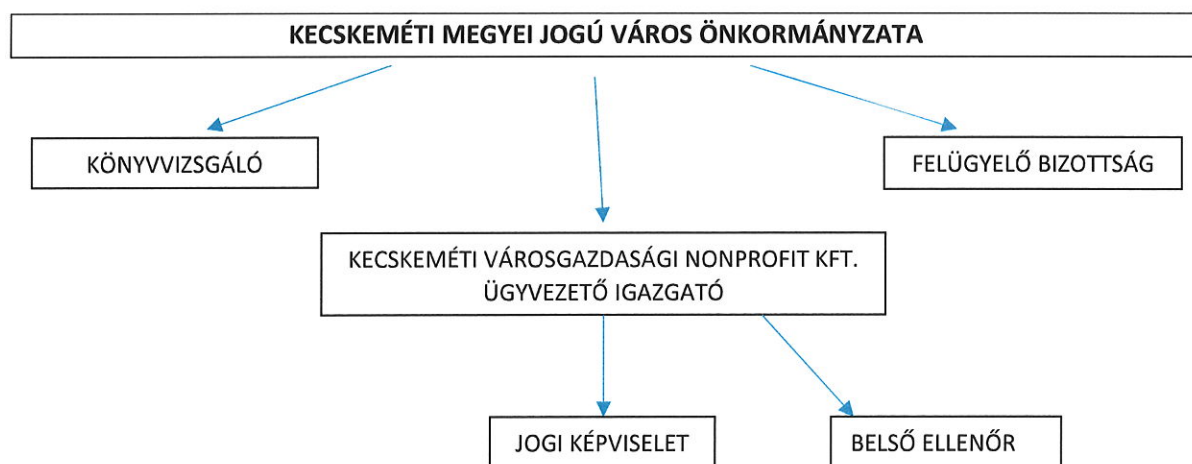 KECSKEMÉTI MEGYEI JOGÚ VÁROS ÖNKORMÁNYZATA
KÖNYVVIZSGÁLÓ
FELÜGYELŐ BIZOTTSÁG
KECSKEMÉTI VÁROSGAZDASÁGI NONPROFIT KFT.
ÜGYVEZETŐ IGAZGATÓ
JOGI KÉPVISELET
BELSŐ ELLENŐR